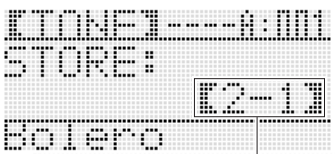 【TONE】----A:001
STORE:
【2-1】
Bolero